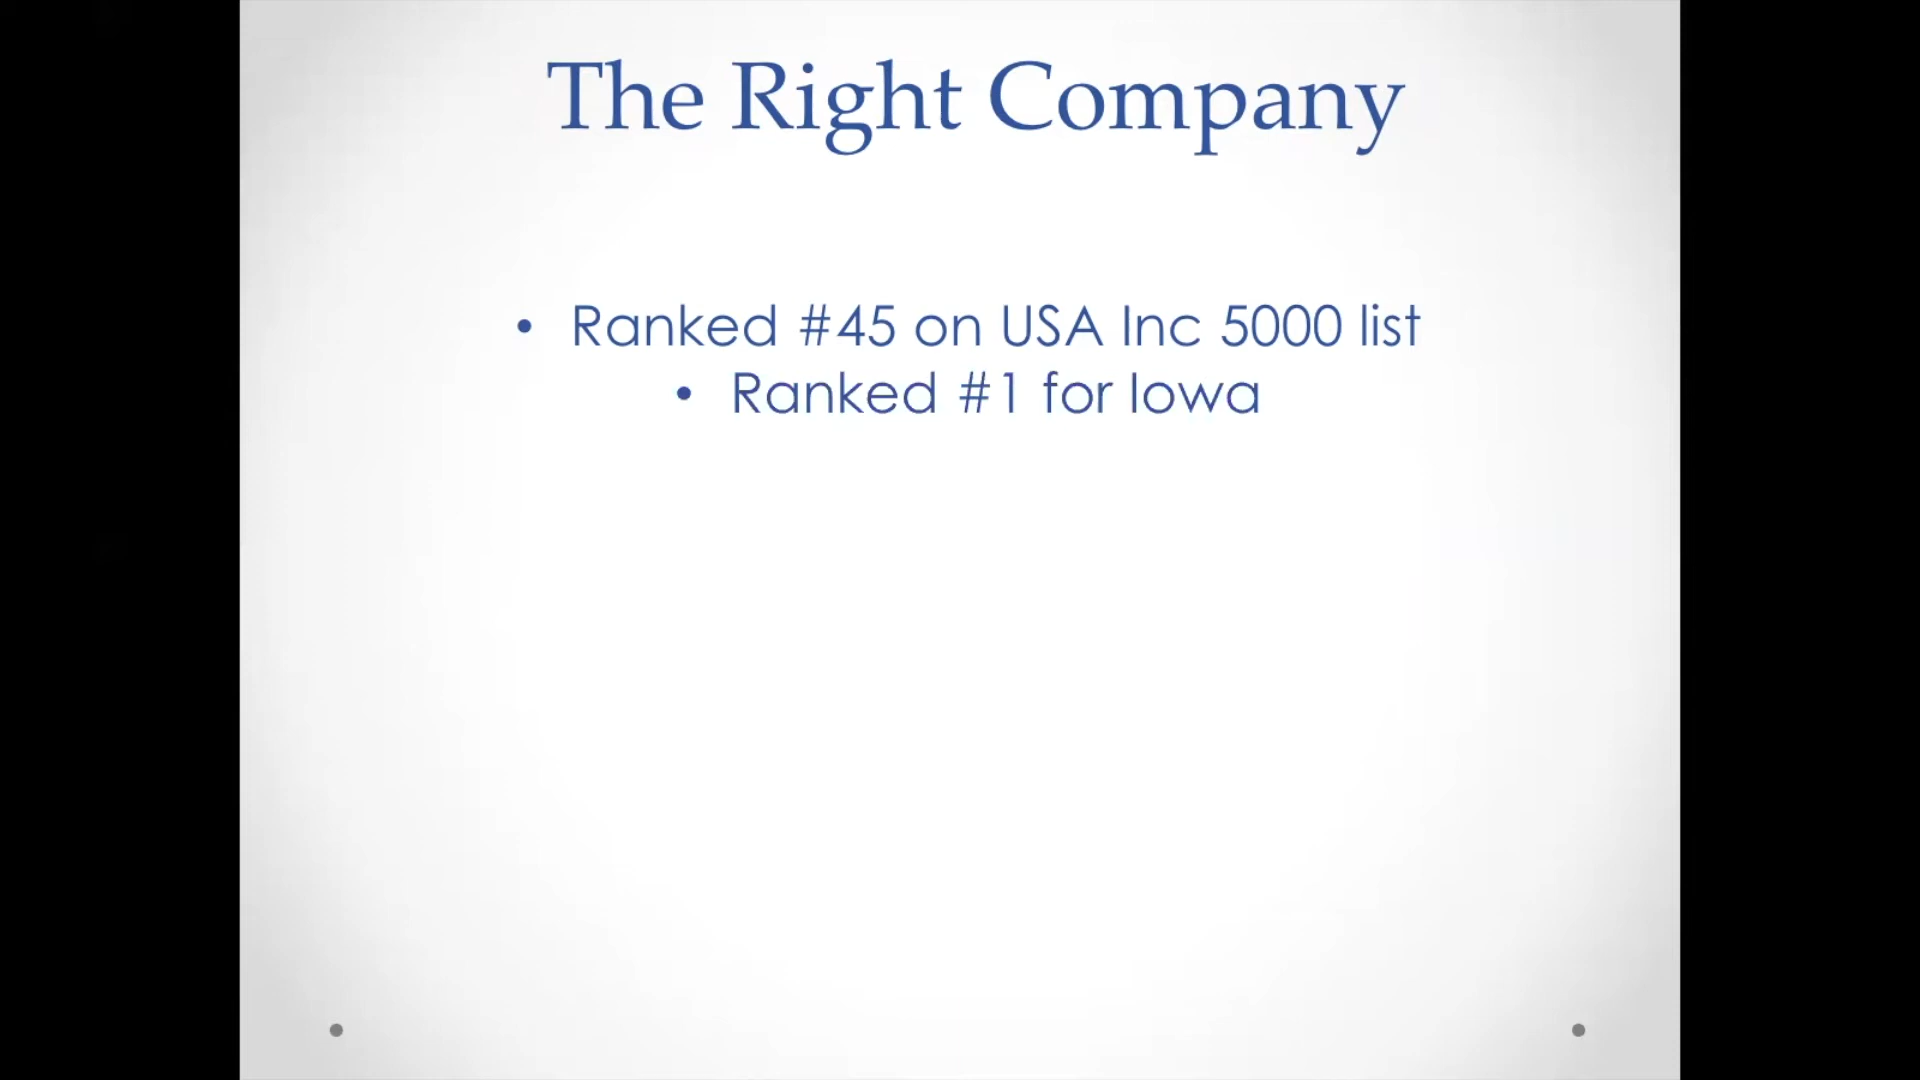 The Right Company
• Ranked #45 on USA Inc 5000 list
• Ranked #1 for Iowa